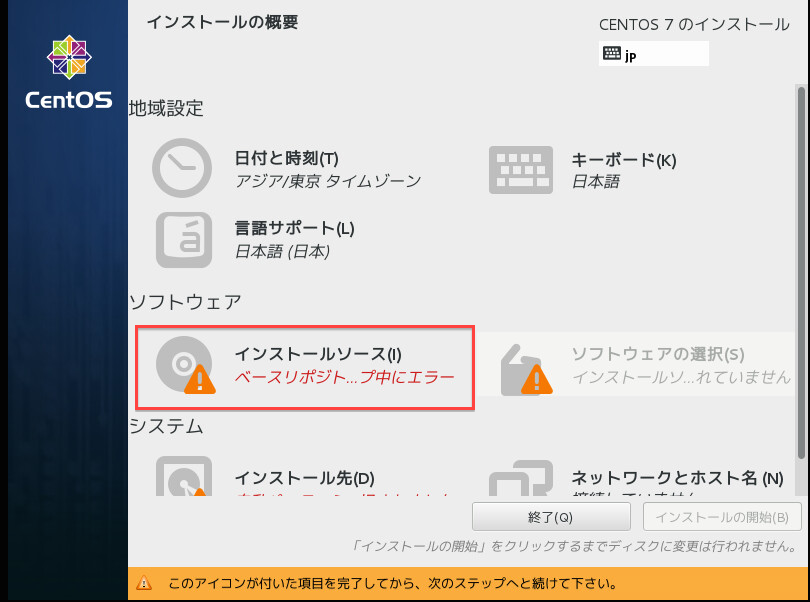 インストールの概要
CENTOS 7 のインストール
jp
CentOS
地域設定
日付と時刻(T)
アジア/東京 タイムゾーン
キーボード(K)
日本語
言語サポート(L)
日本語 (日本)
ソフトウェア
インストールソース(I)
ベースリポジト...プ中にエラー
ソフトウェアの選択(S)
インストールソ...れていません
システム
インストール先(D)
ネットワークとホスト名 (N)
接続していません
終了(Q)
インストールの開始(B)
「インストールの開始」をクリックするまでディスクに変更は行われません。
このアイコンが付いた項目を完了してから、次のステップへと続けて下さい。